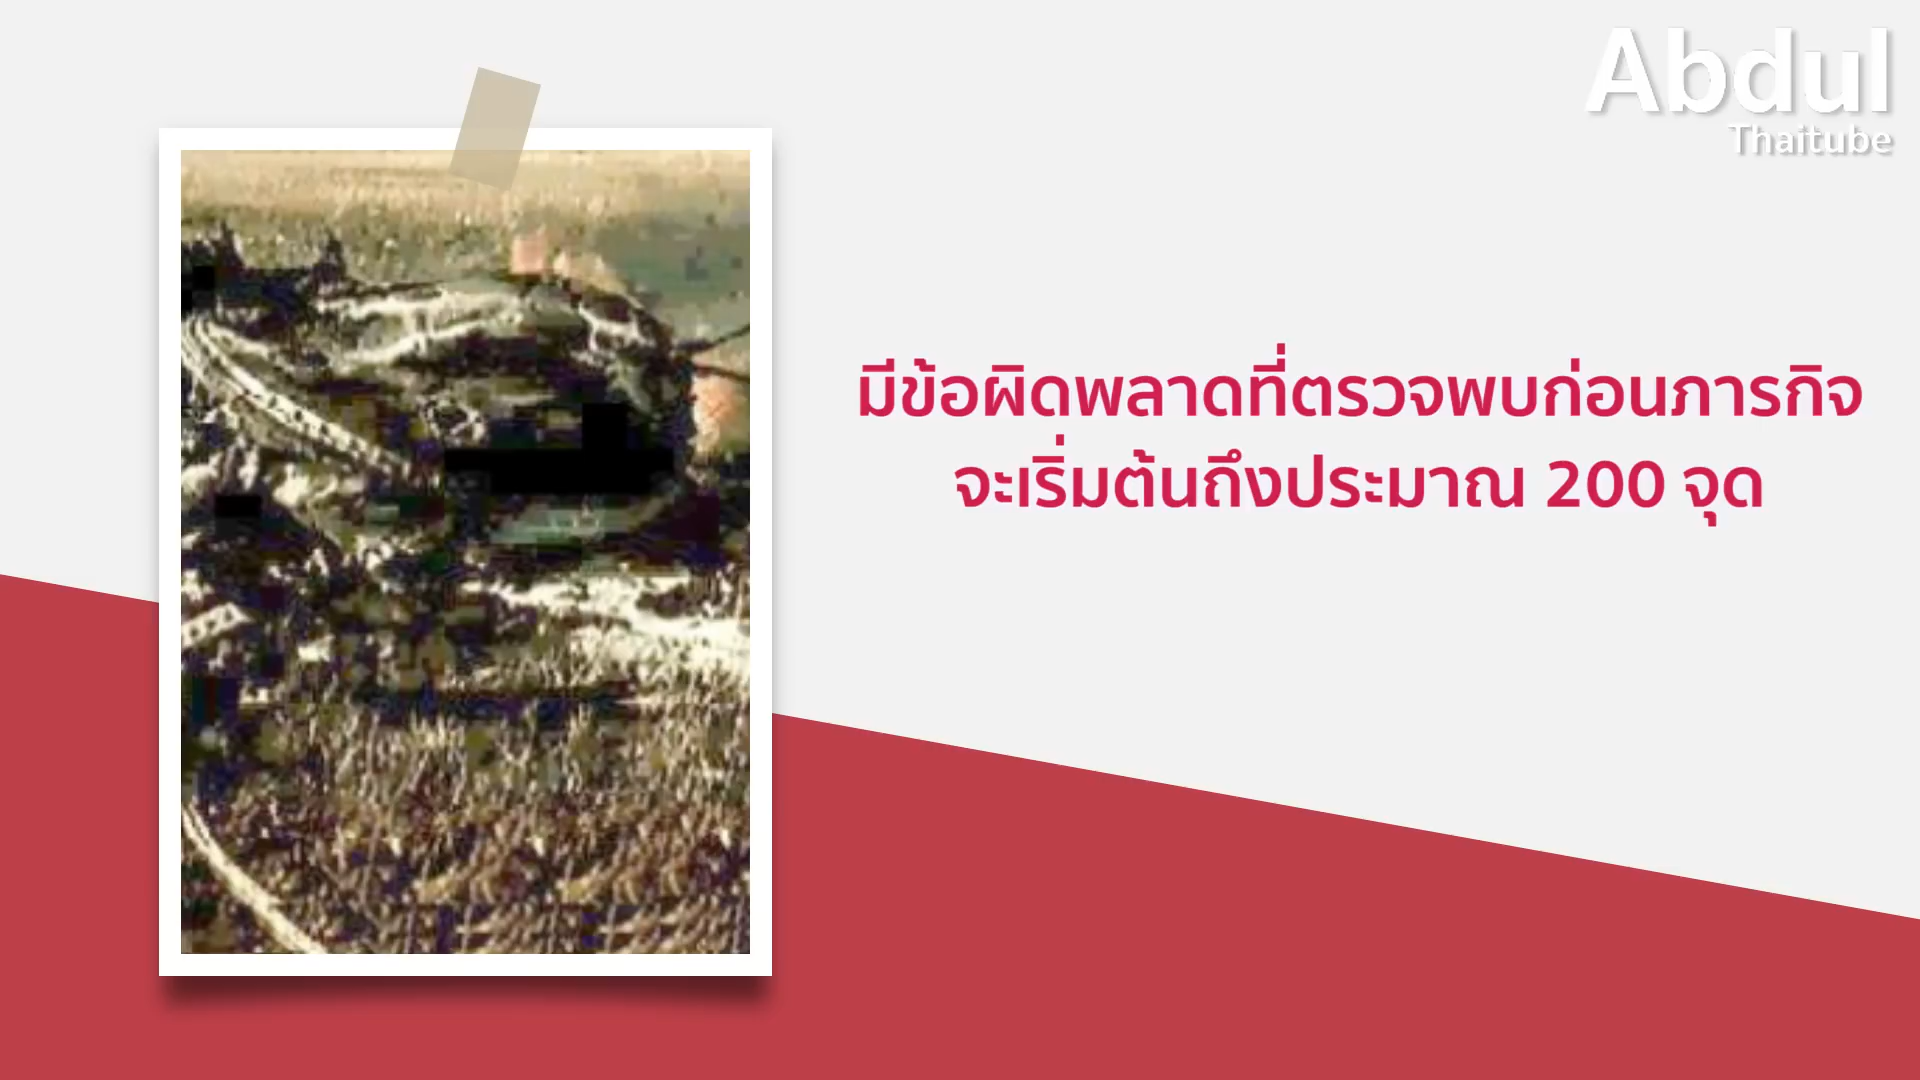 Abdul
Thaitube
มีข้อผิดพลาดที่ตรวจพบก่อนภารกิจ
จะเริ่มต้นถึงประมาณ 200 จุด